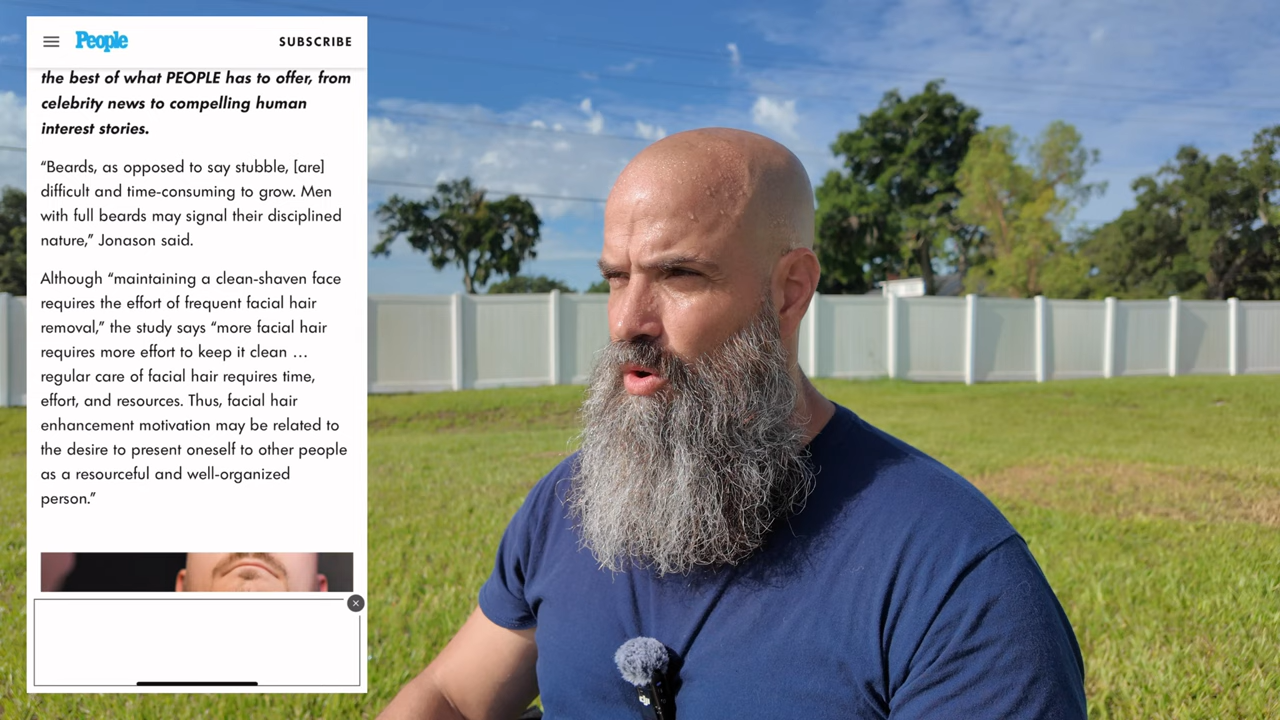 People
SUBSCRIBE
the best of what PEOPLE has to offer, from
celebrity news to compelling human
interest stories.
“Beards, as opposed to say stubble, [are]
difficult and time-consuming to grow. Men
with full beards may signal their disciplined
nature,” Jonason said.
Although “maintaining a clean-shaven face
requires the effort of frequent facial hair
removal,” the study says “more facial hair
requires more effort to keep it clean …
regular care of facial hair requires time,
effort, and resources. Thus, facial hair
enhancement motivation may be related to
the desire to present oneself to other people
as a resourceful and well-organized
person.”